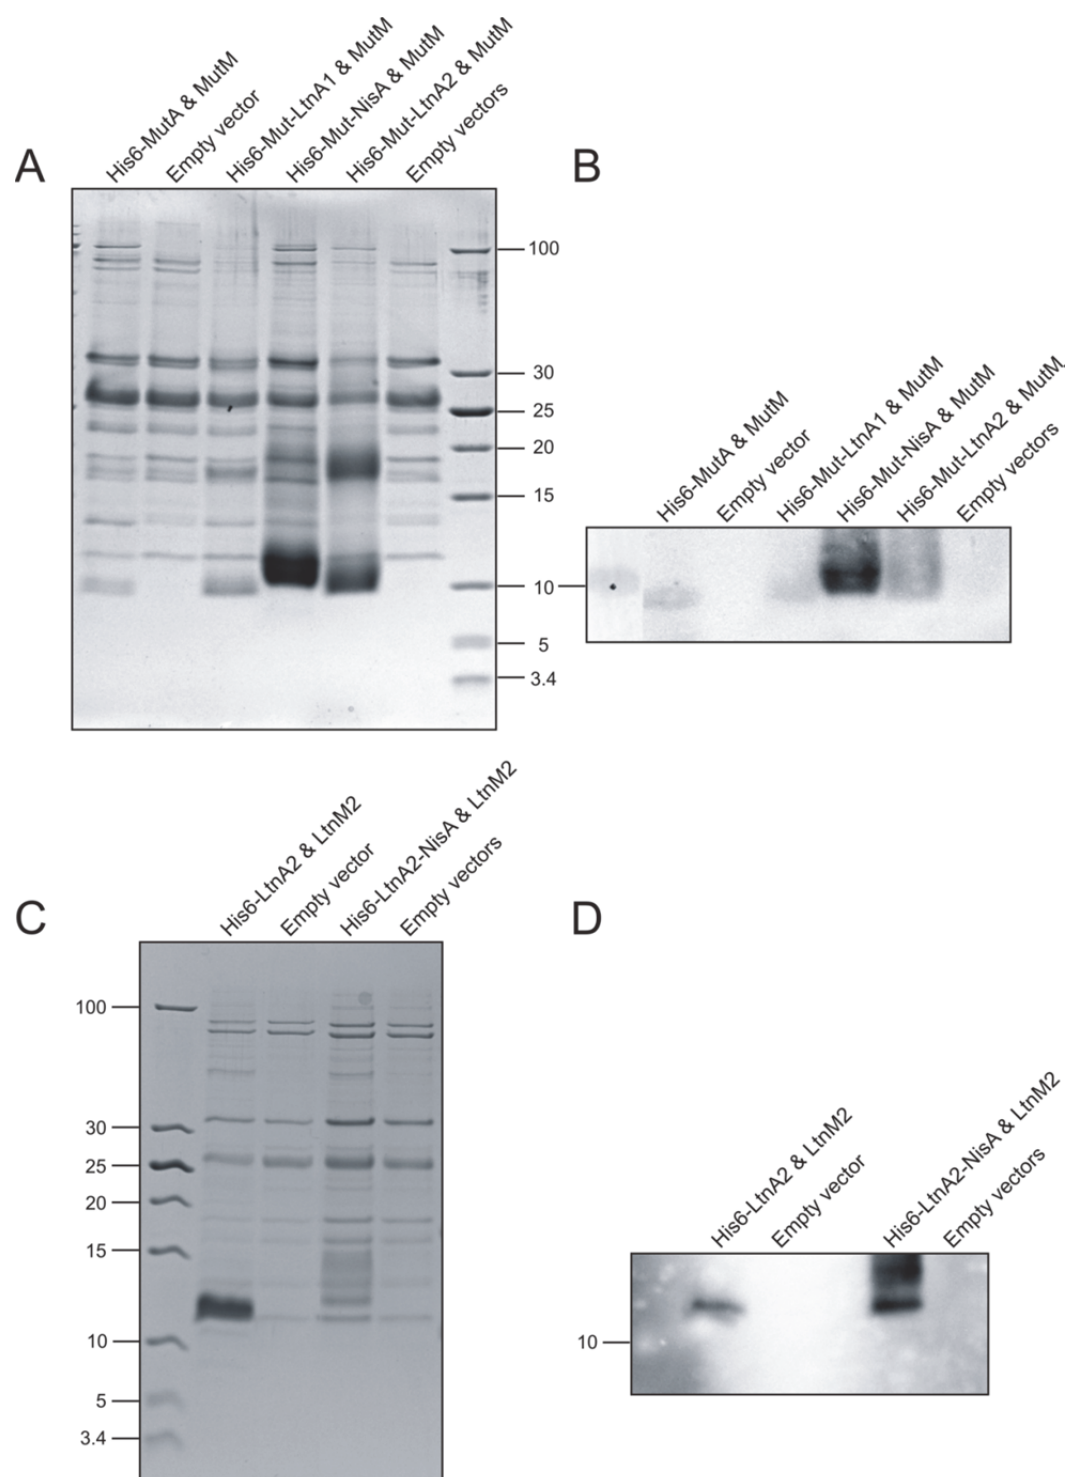 A
His6-MutA & MutM
Empty vector
His6-Mut-LtnA1 & MutM
His6-Mut-NisA & MutM
His6-Mut-LtnA2 & MutM
Empty vectors
100
30
25
20
15
10
5
3.4
B
His6-MutA & MutM
Empty vector
His6-Mut-LtnA1 & MutM
His6-Mut-NisA & MutM
His6-Mut-LtnA2 & MutM
Empty vectors
C
His6-LtnA2 & LtnM2
Empty vector
His6-LtnA2-NisA & LtnM2
Empty vectors
100
30
25
20
15
10
5
3.4
D
His6-LtnA2 & LtnM2
Empty vector
His6-LtnA2-NisA & LtnM2
Empty vectors
10